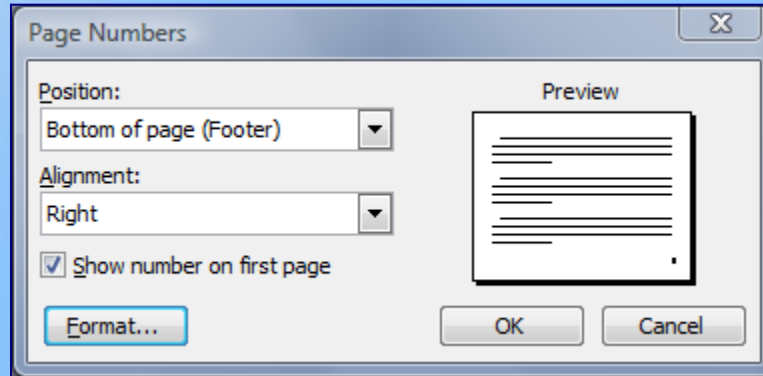 Page Numbers
Position:
Preview
Bottom of page (Footer)
Alignment:
Right
Show number on first page
Format...
OK
Cancel